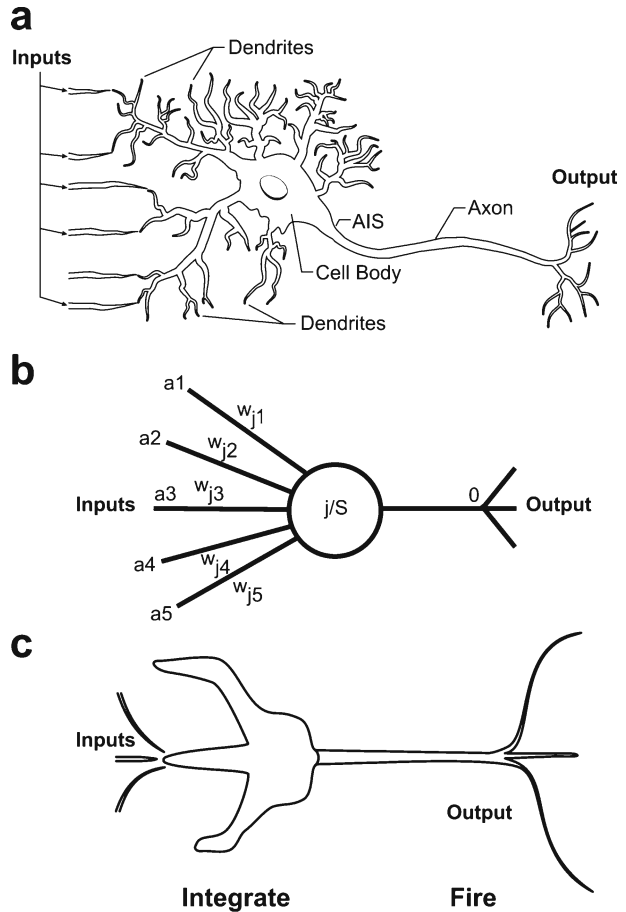 a
Dendrites
Inputs
Output
Axon
AIS
Cell Body
Dendrites
b
a1
wj1
a2
wj2
Inputs
a3
wj3
j/S
0
Output
a4
wj4
a5
wj5
c
Inputs
Output
Integrate
Fire